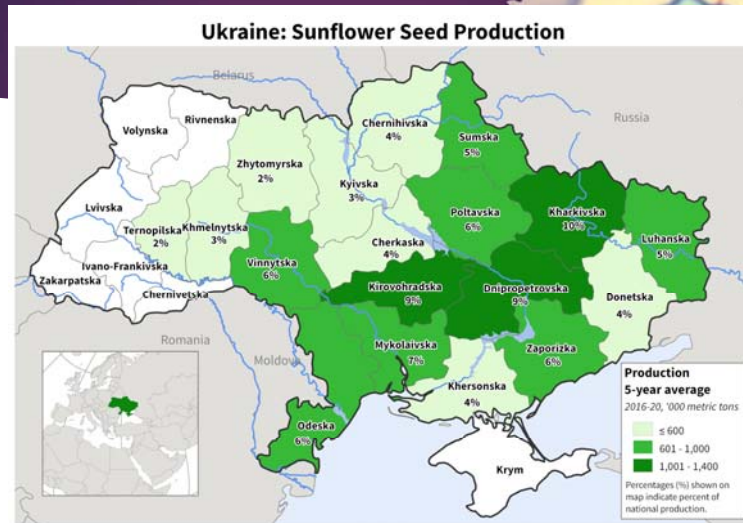 Ukraine: Sunflower Seed Production
Belarus
Russia
Volynska
Rivnenska
Chernihivska
4%
Sumska
5%
Zhytomyrska
2%
Kyivska
3%
Lvivska
Ternopilska
2%
Khmelnytska
3%
Poltavska
6%
Kharkivska
10%
Luhanska
5%
Cherkaska
4%
Vinnytska
6%
Ivano-Frankivska
Zakarpatska
Chernivetska
Kirovohradska
9%
Dnipropetrovska
9%
Donetska
4%
Romania
Moldova
Mykolaivska
7%
Zaporizka
6%
Khersonska
4%
Odeska
6%
Krym
Production
5-year average
2016-20, '000 metric tons
≤ 600
601 - 1,000
1,001 - 1,400
Percentages (%) shown on
map indicate percent of
national production.